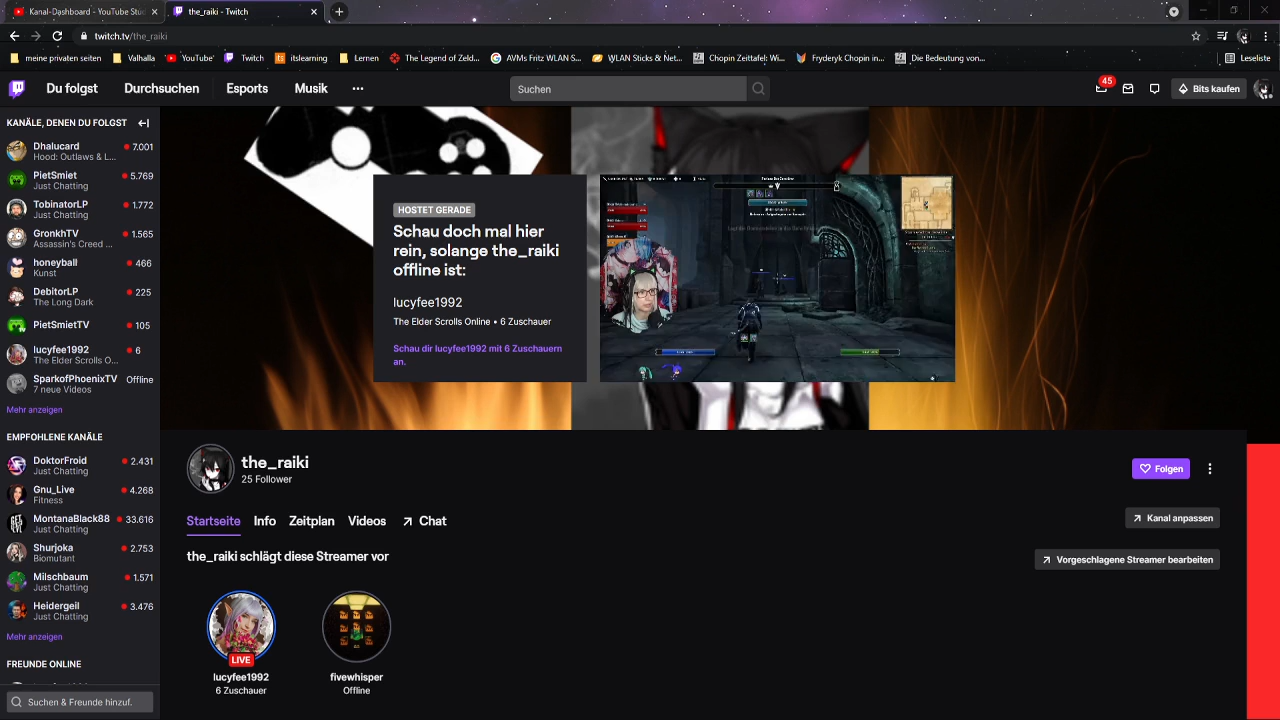 Kanal-Dashboard - YouTube Stud
the_raiki - Twitch
twitch.tv/the_raiki
meine privaten seiten
Valhalla
YouTube
Twitch
its
itslearning
Lernen
The Legend of Zeld...
AVMs Fritz WLAN S...
WLAN Sticks & Net...
Chopin Zeittafel: Wi...
Fryderyk Chopin in...
Die Bedeutung von...
Leseliste
Du folgst
Durchsuchen
Esports
Musik
Suchen
45
Bits kaufen
KANÄLE, DENEN DU FOLGST
Dhalucard 7.001
Hood: Outlaws & L...
PietSmiet 5.769
Just Chatting
TobinatorLP 1.772
Just Chatting
GronkhTV 1.565
Assassin's Creed ...
honeyball 466
Kunst
DebitorLP 225
The Long Dark
PietSmietTV 105
lucyfee1992 6
The Elder Scrolls O...
SparkofPhoenixTV Offline
7 neue Videos
Mehr anzeigen
EMPFOHLENE KANÄLE
DoktorFroid 2.431
Just Chatting
Gnu_Live 4.268
Fitness
MontanaBlack88 33.616
Just Chatting
Shurjoka 2.753
Biomutant
Milschbaum 1.571
Just Chatting
Heidergeil 3.476
Just Chatting
Mehr anzeigen
FREUNDE ONLINE
Suchen & Freunde hinzuf.
HOSTET GERADE
Schau doch mal hier
rein, solange the_raiki
offline ist:
lucyfee1992
The Elder Scrolls Online • 6 Zuschauer
Schau dir lucyfee1992 mit 6 Zuschauern
an.
the_raiki
25 Follower
Folgen
Startseite
Info
Zeitplan
Videos
Chat
Kanal anpassen
the_raiki schlägt diese Streamer vor
Vorgeschlagene Streamer bearbeiten
LIVE
lucyfee1992
6 Zuschauer
fivewhisper
Offline